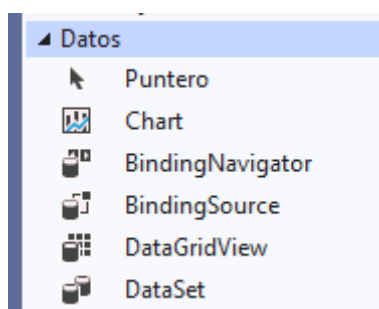 Datos
Puntero
Chart
BindingNavigator
BindingSource
DataGridView
DataSet